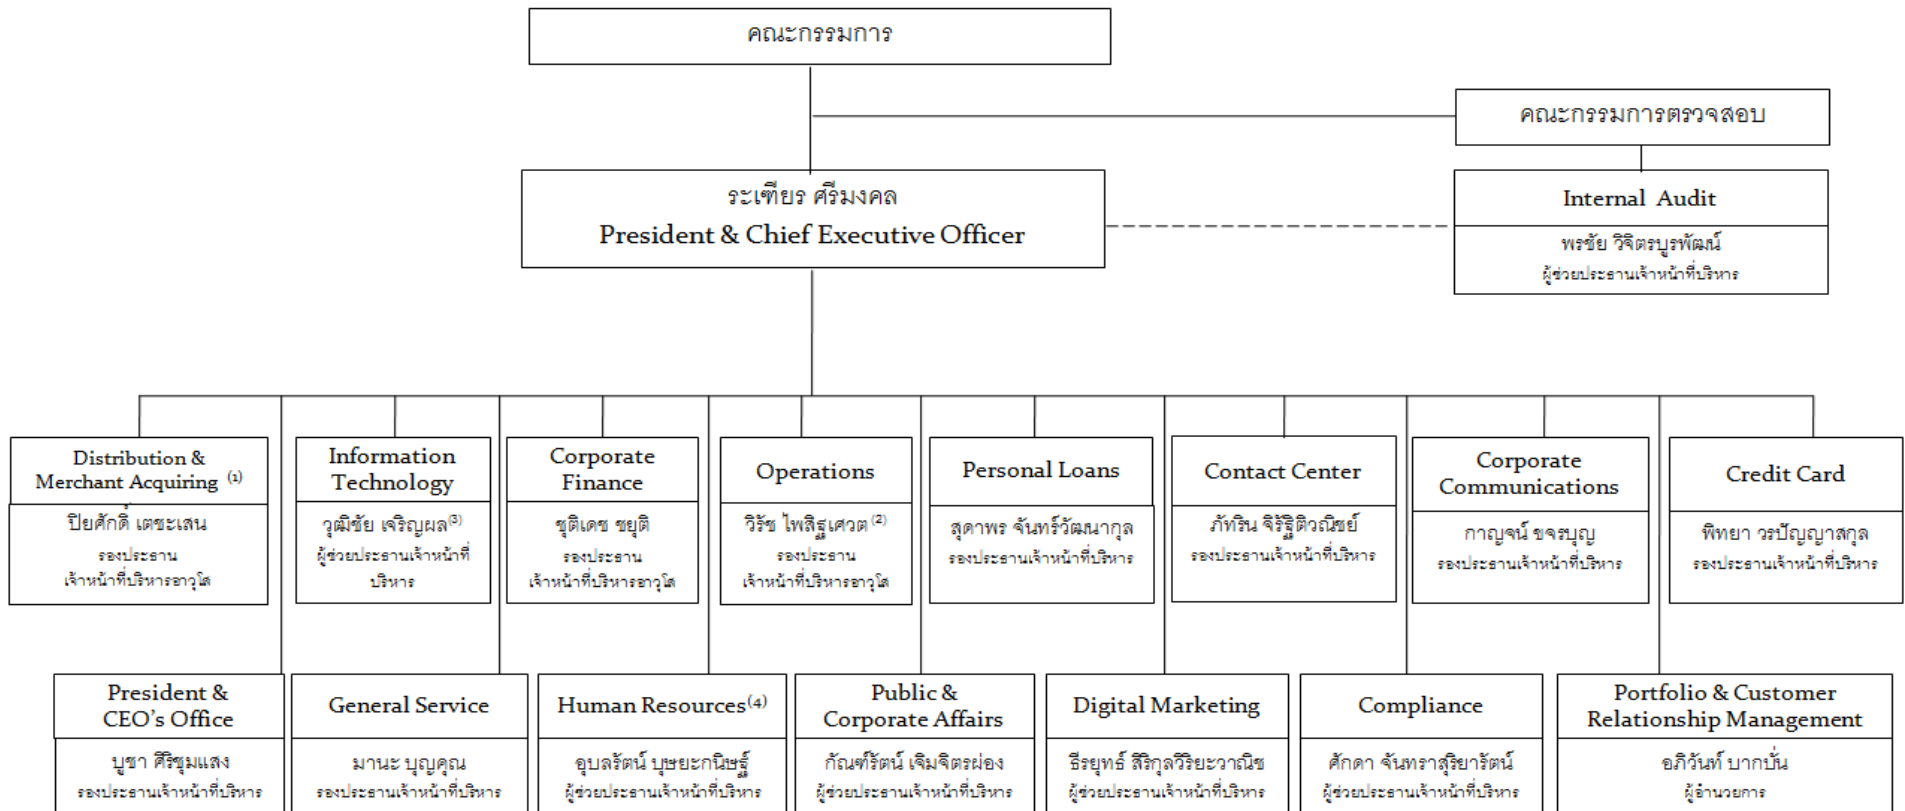 คณะกรรมการ
คณะกรรมการตรวจสอบ
ระเฑียร ศรีมงคล
President & Chief Executive Officer
Internal Audit
พรชัย วิจิตรบูรพัฒน์
ผู้ช่วยประธานเจ้าหน้าที่บริหาร
Distribution &
Merchant Acquiring (1)
ปิยศักดิ์ เตชะเสน
รองประธาน
เจ้าหน้าที่บริหารอาวุโส
Information
Technology
วุฒิชัย เจริญผล(3)
ผู้ช่วยประธานเจ้าหน้าที่
บริหาร
Corporate
Finance
ชุติเดช ชยุติ
รองประธาน
เจ้าหน้าที่บริหารอาวุโส
Operations
วิรัช ไพสิฐเศวต (2)
รองประธาน
เจ้าหน้าที่บริหารอาวุโส
Personal Loans
สุดาพร จันทร์วัฒนากุล
รองประธานเจ้าหน้าที่บริหาร
Contact Center
ภัทริน จิรัฐิติวณิชย์
รองประธานเจ้าหน้าที่บริหาร
Corporate
Communications
กาญจน์ ขจรบุญ
รองประธานเจ้าหน้าที่บริหาร
Credit Card
พิทยา วรปัญญาสกุล
รองประธานเจ้าหน้าที่บริหาร
President &
CEO’s Office
บูชา ศิริชุมแสง
รองประธานเจ้าหน้าที่บริหาร
General Service
มานะ บุญคุณ
รองประธานเจ้าหน้าที่บริหาร
Human Resources(4)
อุบลรัตน์ บุษยะกนิษฐ์
ผู้ช่วยประธานเจ้าหน้าที่บริหาร
Public &
Corporate Affairs
กัณฑ์รัตน์ เจิมจิตรผ่อง
ผู้ช่วยประธานเจ้าหน้าที่บริหาร
Digital Marketing
ธีรยุทธ์ สิริกุลวิริยะวาณิช
ผู้ช่วยประธานเจ้าหน้าที่บริหาร
Compliance
ศักดา จันทราสุริยารัตน์
ผู้ช่วยประธานเจ้าหน้าที่บริหาร
Portfolio & Customer
Relationship Management
อภิวันท์ บากบั่น
ผู้อำนวยการ